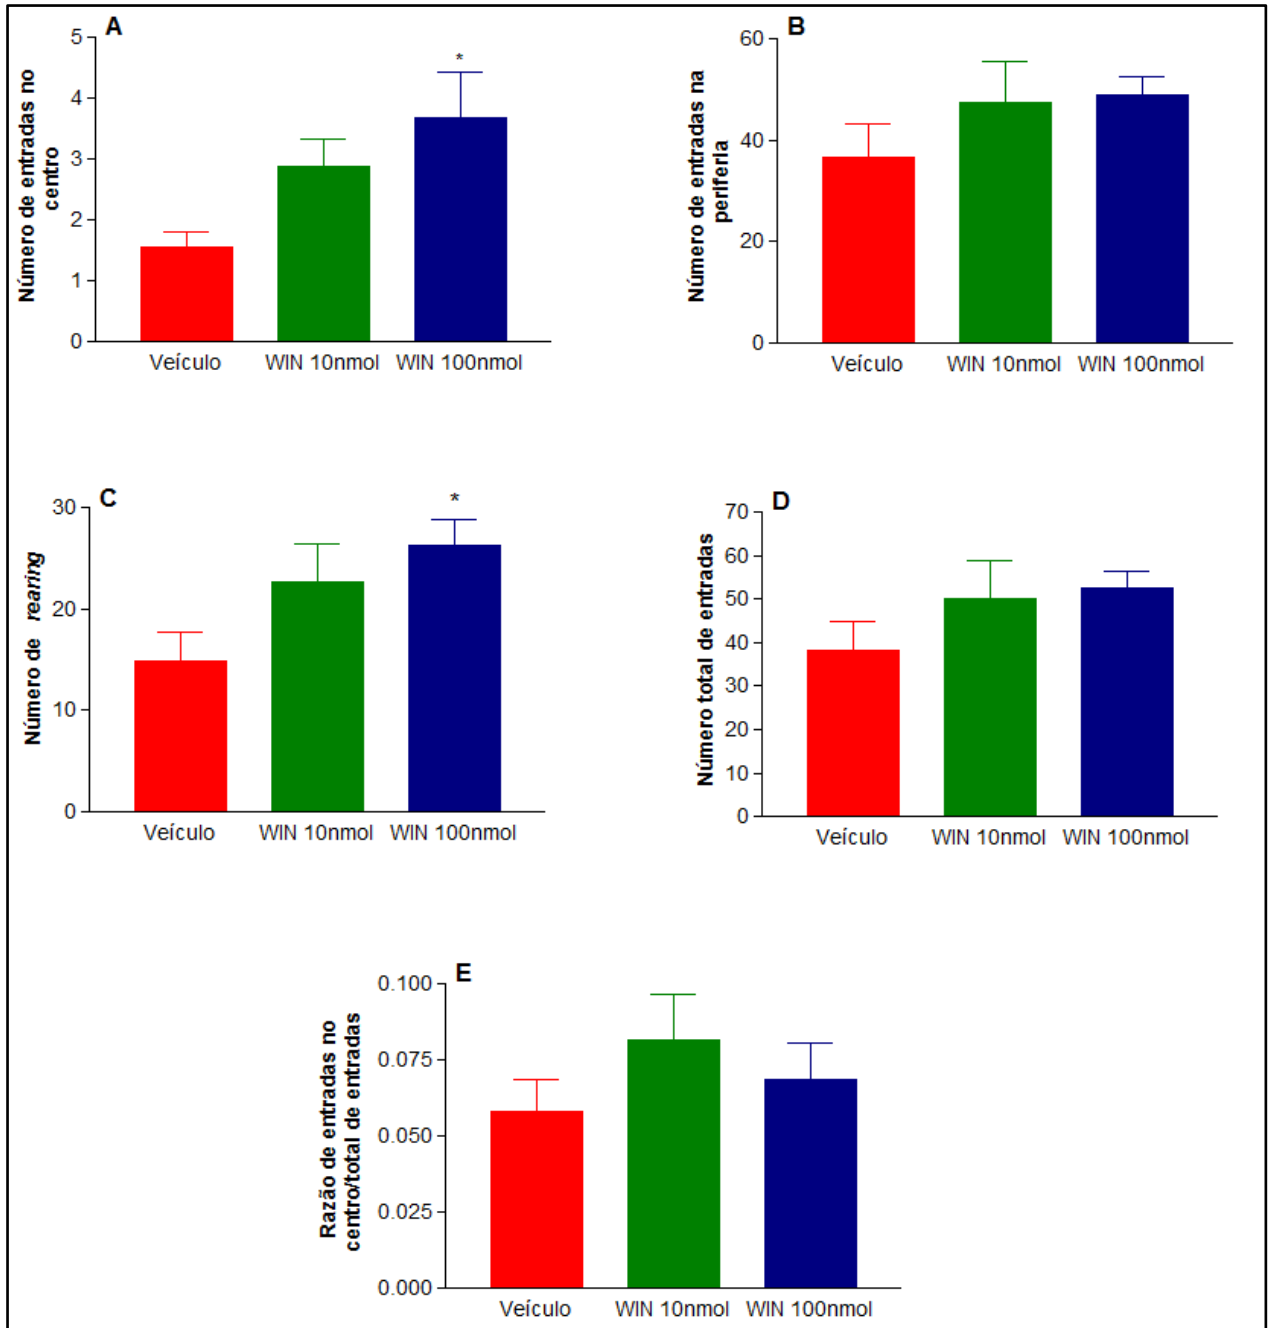 A
5
4
3
2
1
0
Número de entradas no
centro
*
Veículo WIN 10nmol WIN 100nmol
B
60
40
20
0
Número de entradas na
periferia
Veículo WIN 10nmol WIN 100nmol
C
30
20
10
0
Número de rearing
*
Veículo WIN 10nmol WIN 100nmol
D
70
60
50
40
30
20
10
0
Número total de entradas
Veículo WIN 10nmol WIN 100nmol
E
0.100
0.075
0.050
0.025
0.000
Razão de entradas no
centro/total de entradas
Veículo WIN 10nmol WIN 100nmol